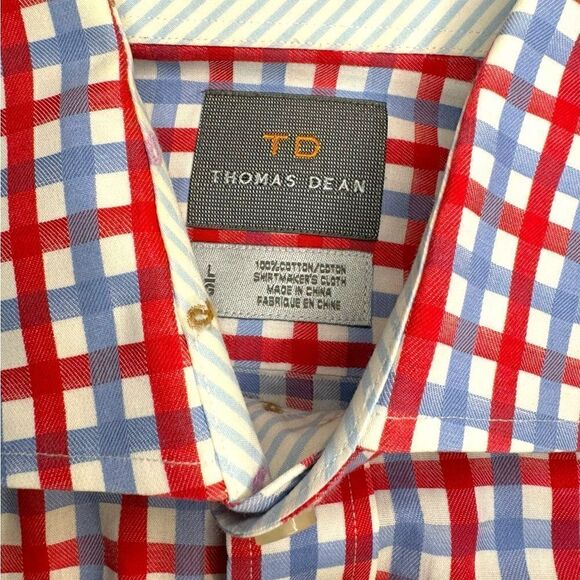 TD
THOMAS DEAN
100%COTTON/COTON
SHIRTMAKER'S CLOTH
MADE IN CHINA
FABRIQUE EN CHINE